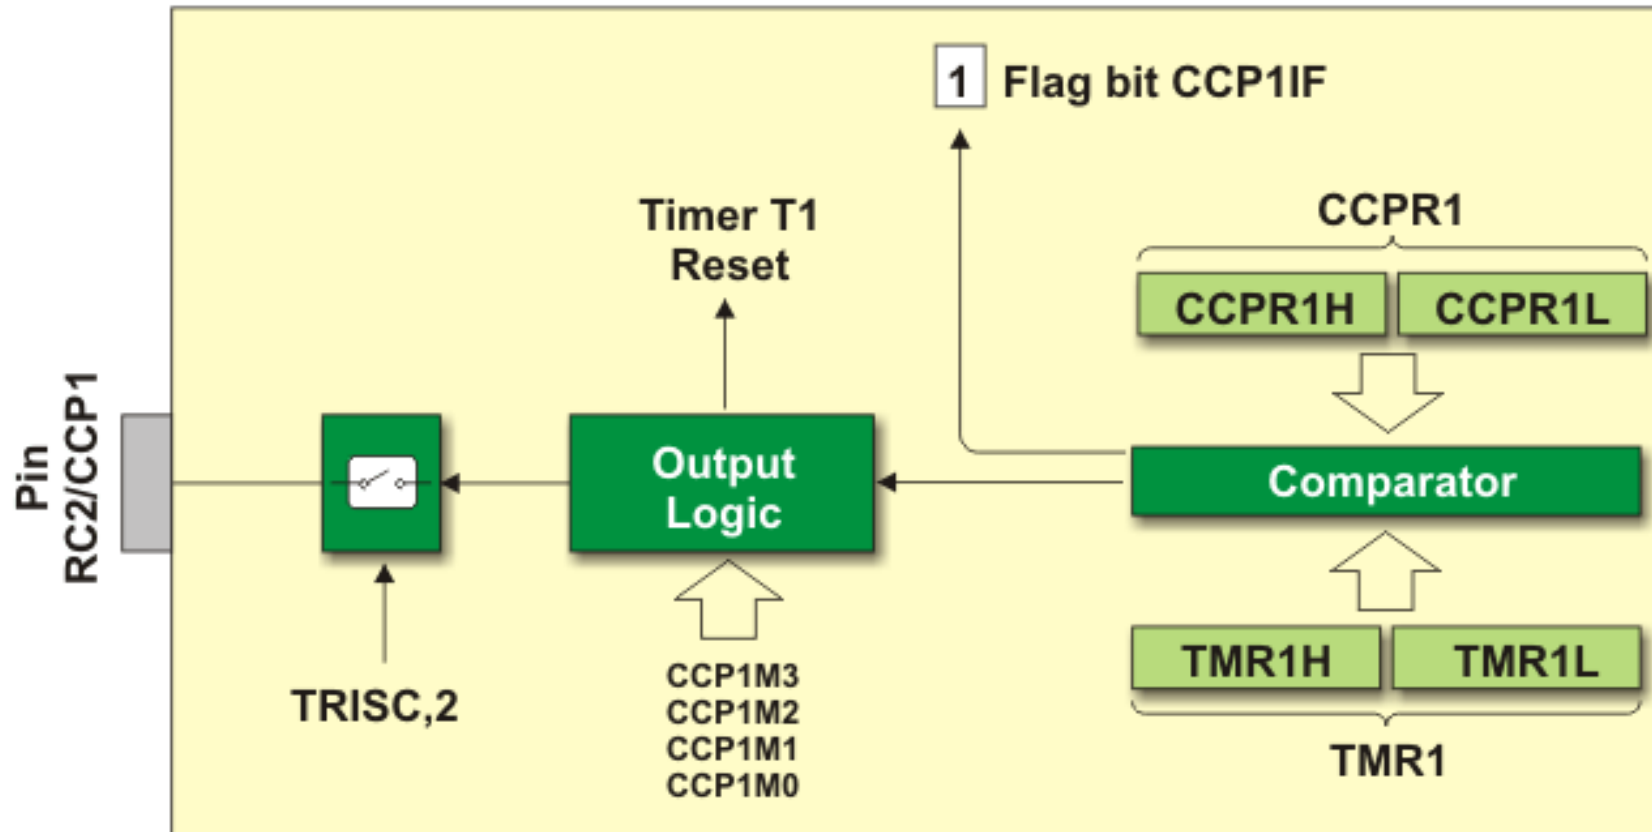 1 Flag bit CCP1IF
Timer T1
Reset
CCPR1
CCPR1H CCPR1L
Pin
RC2/CCP1
Output
Logic
Comparator
TRISC,2
CCP1M3
CCP1M2
CCP1M1
CCP1M0
TMR1H TMR1L
TMR1